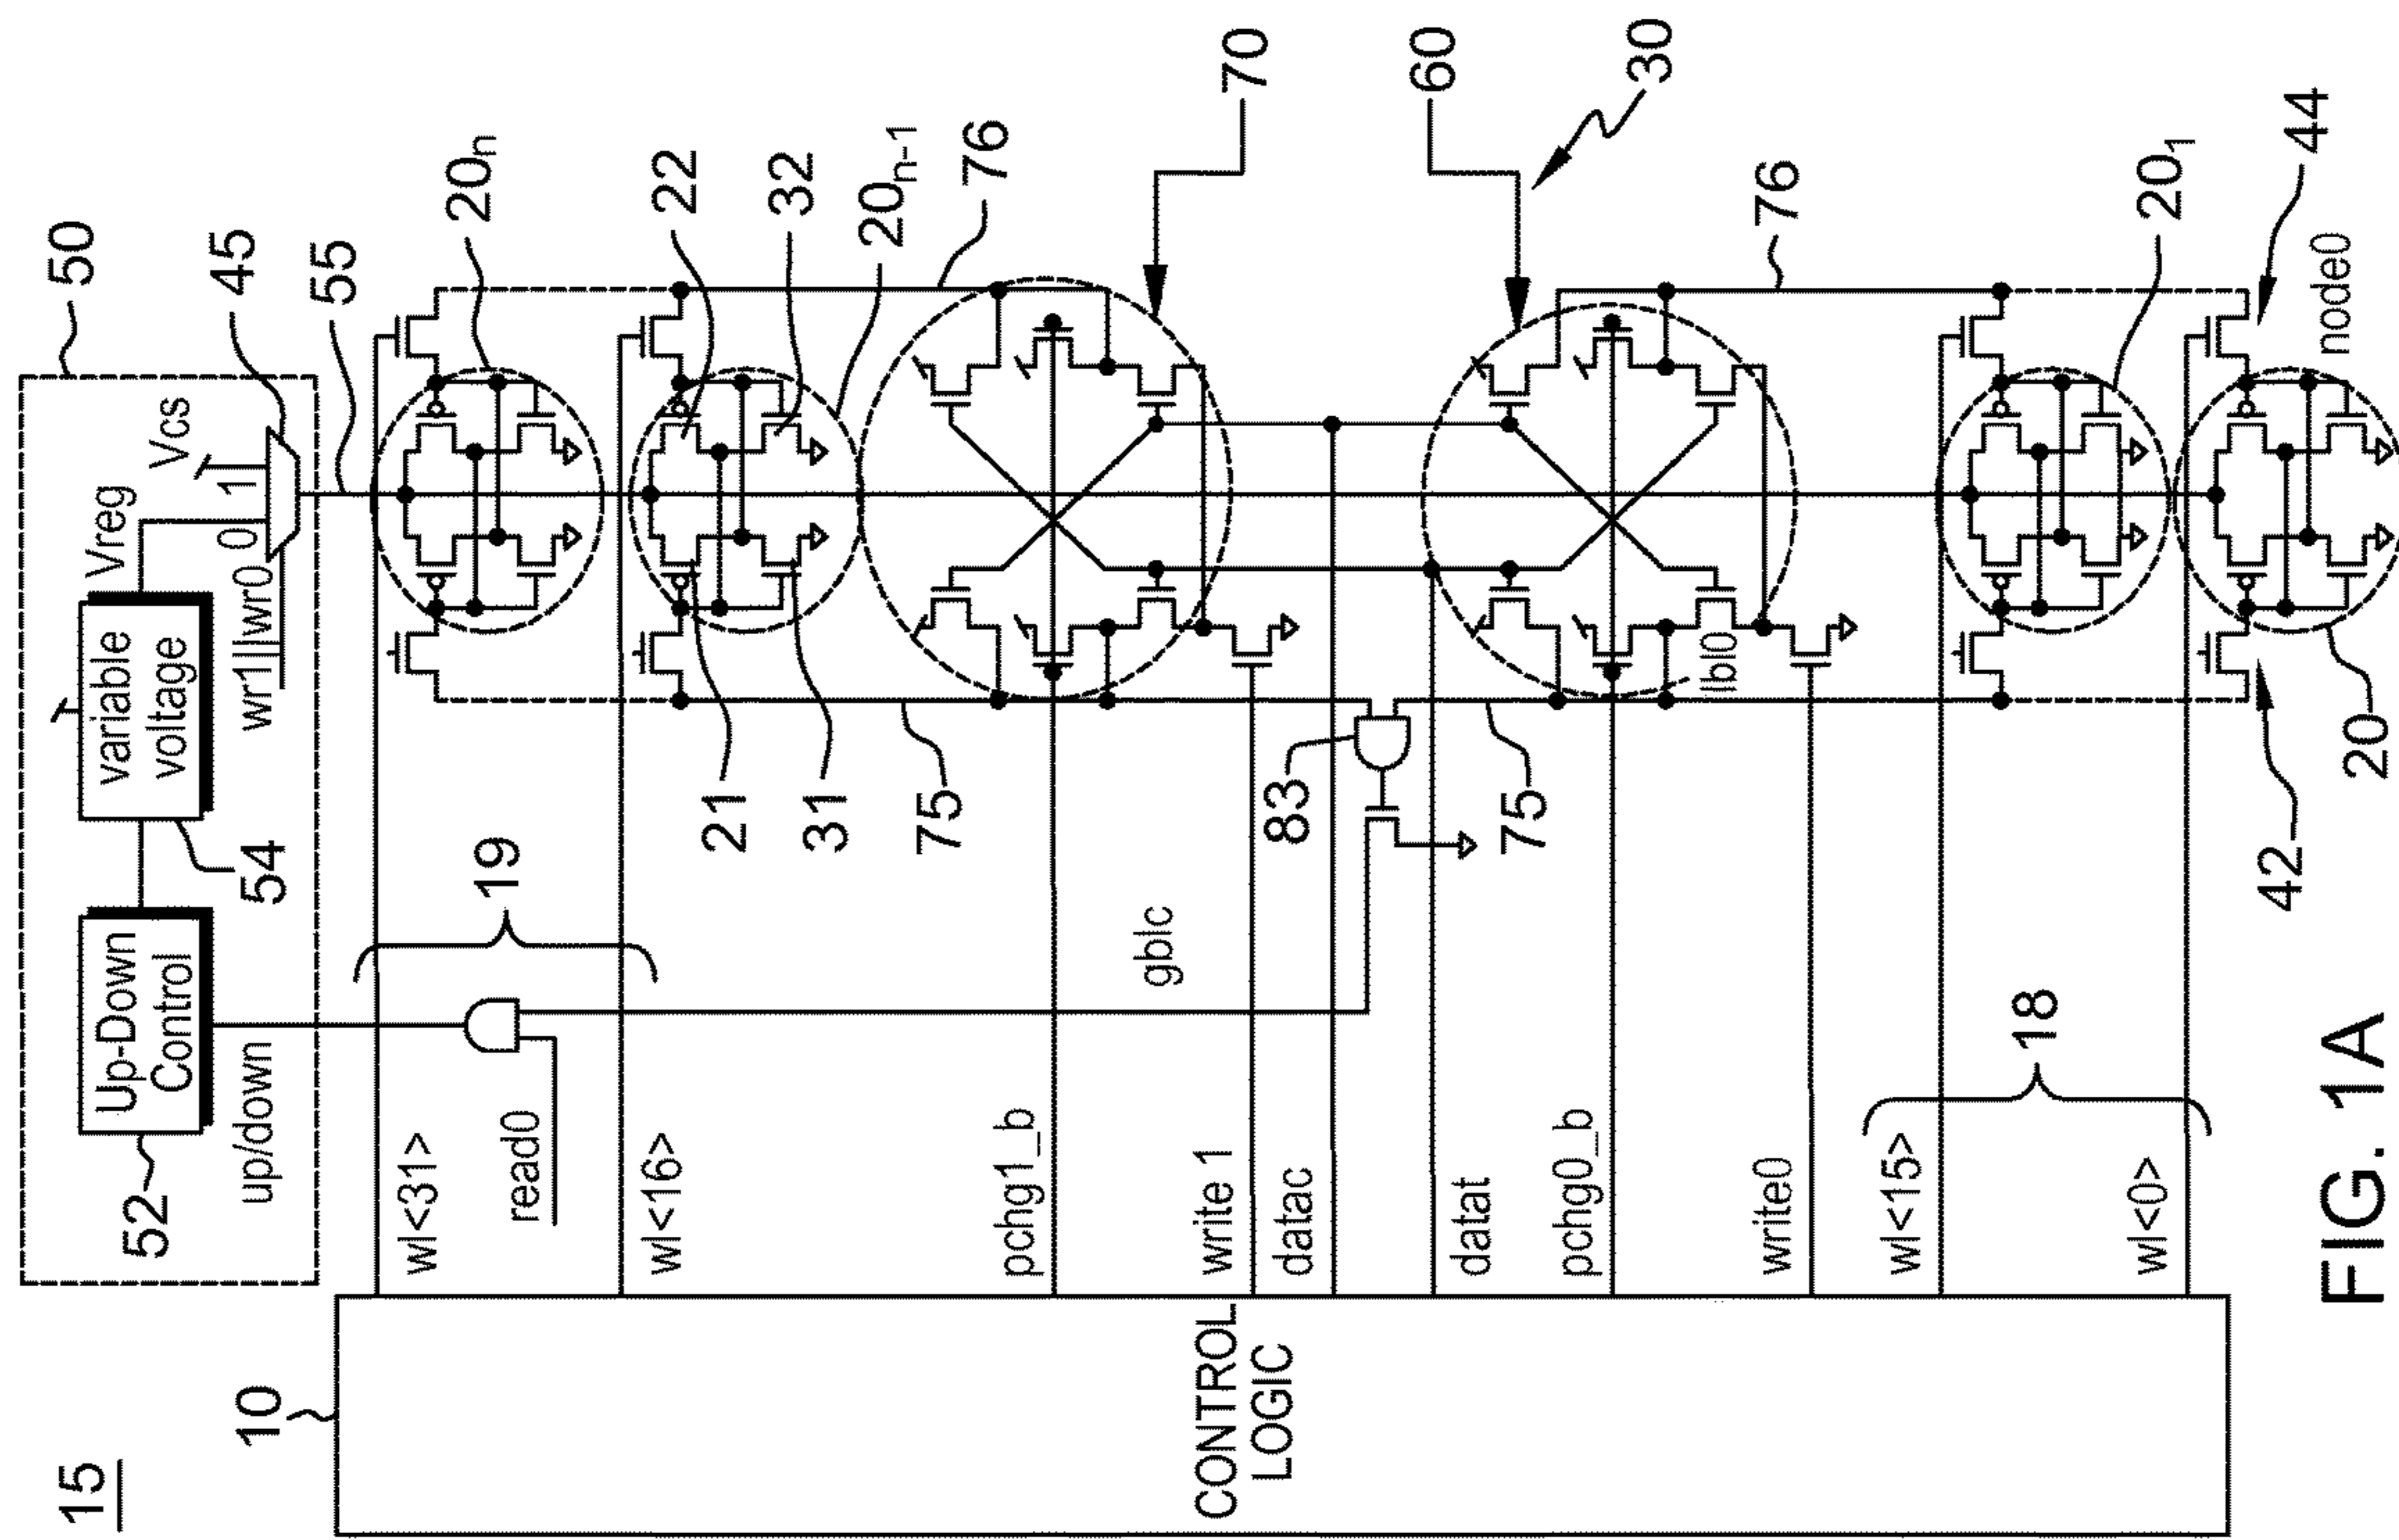 15
10
CONTROL
LOGIC
50
52
Up-Down
Control
54
variable
voltage
Vreg
Vcs
45
wr1||wr0
0
1
55
up/down
wl<31>
read0
19
wl<16>
20n
22
32
20n-1
21
31
76
75
pchg1_b
gblc
write 1
datac
datat
70
60
30
83
75
76
pchg0_b
lbl0
write0
wl<15>
18
wl<0>
201
44
node0
42
20
FIG. 1A